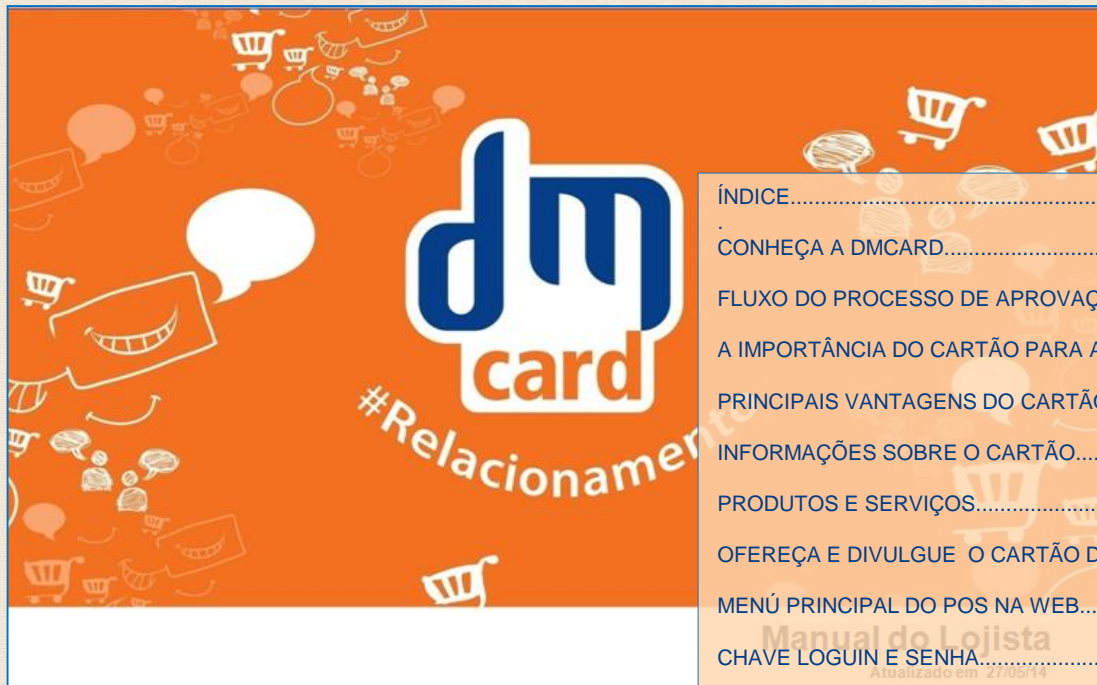 dm
card
#Relacionamento
ÍNDICE....................................................
.
CONHEÇA A DMCARD..........................
FLUXO DO PROCESSO DE APROVAÇ
A IMPORTÂNCIA DO CARTÃO PARA A
PRINCIPAIS VANTAGENS DO CARTÃO
INFORMAÇÕES SOBRE O CARTÃO....
PRODUTOS E SERVIÇOS.....................
OFEREÇA E DIVULGUE O CARTÃO D
MENÚ PRINCIPAL DO POS NA WEB...
Manual do Lojista
CHAVE LOGUIN E SENHA....................
Atualizado em 27/05/14